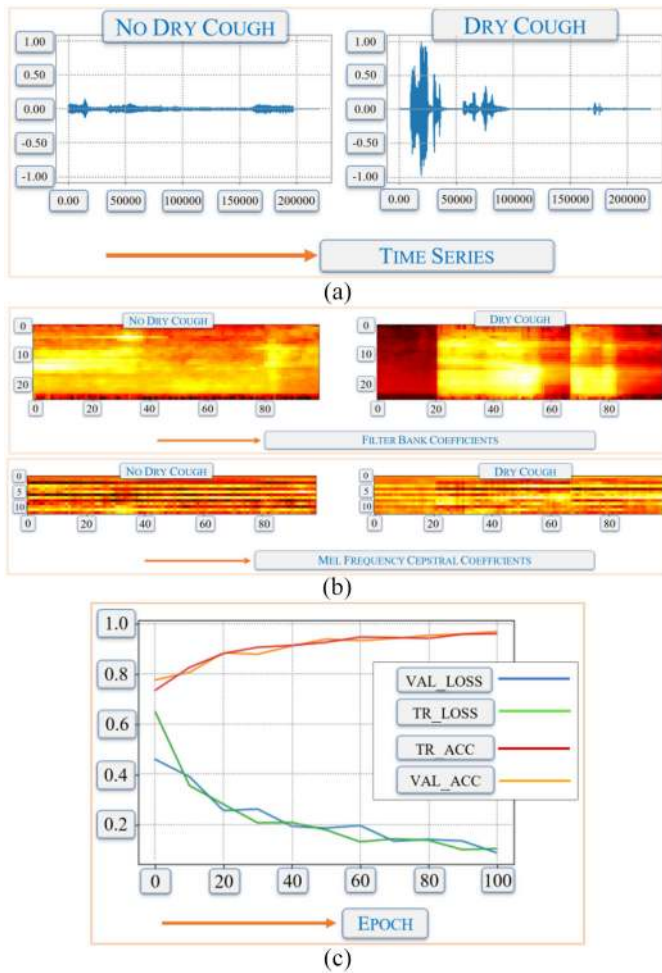 NO DRY COUGH
DRY COUGH
1.00
0.50
0.00
-0.50
-1.00
0.00 50000 100000 150000 200000
1.00
0.50
0.00
-0.50
-1.00
0.00 50000 100000 150000 200000
TIME SERIES
(a)
NO DRY COUGH
DRY COUGH
0
10
20
0 20 40 60 80
0
10
20
0 20 40 60 80
FILTER BANK COEFFICIENTS
NO DRY COUGH
DRY COUGH
0
5
10
0 20 40 60 80
0
5
10
0 20 40 60 80
MEL FREQUENCY CEPSTRAL COEFFICIENTS
(b)
1.0
0.8
0.6
0.4
0.2
VAL_LOSS
TR_LOSS
TR_ACC
VAL_ACC
0 20 40 60 80 100
EPOCH
(c)